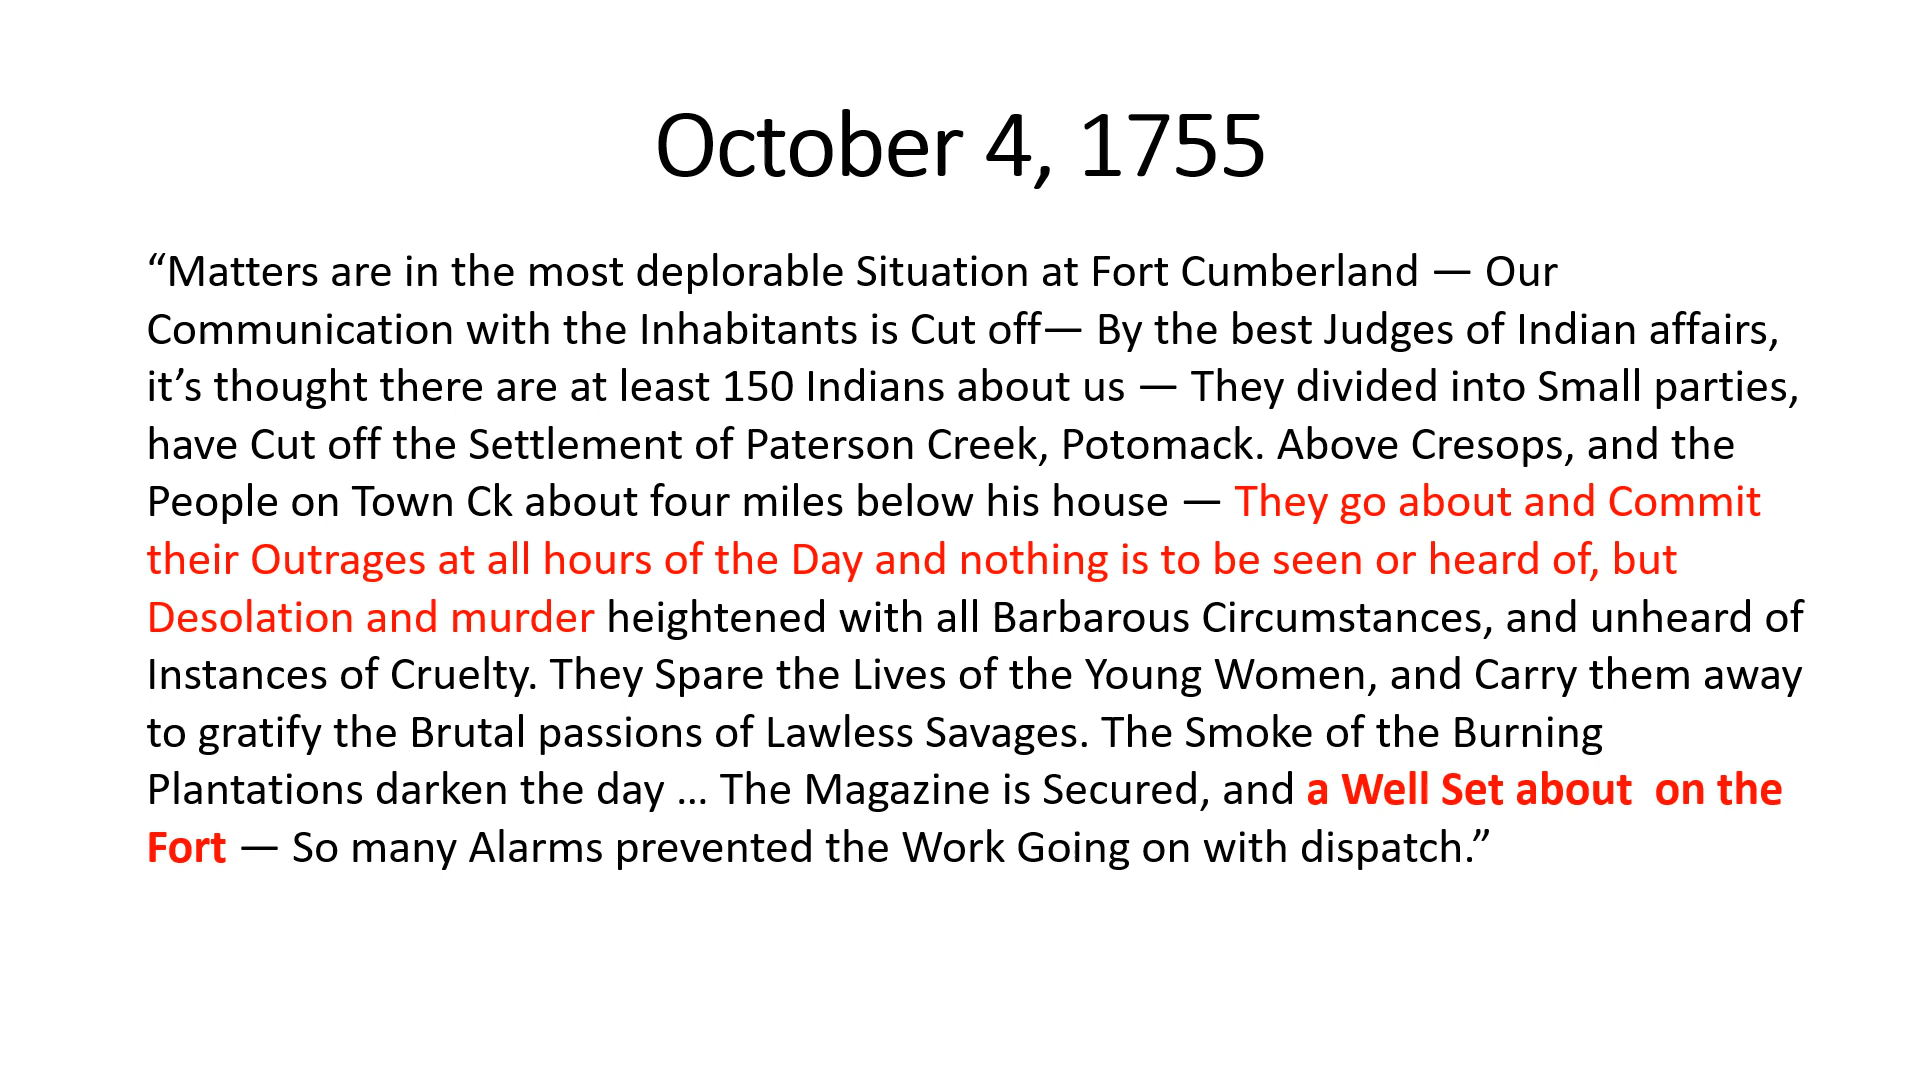 October 4, 1755
“Matters are in the most deplorable Situation at Fort Cumberland — Our
Communication with the Inhabitants is Cut off— By the best Judges of Indian affairs,
it’s thought there are at least 150 Indians about us — They divided into Small parties,
have Cut off the Settlement of Paterson Creek, Potomack. Above Cresops, and the
People on Town Ck about four miles below his house — They go about and Commit
their Outrages at all hours of the Day and nothing is to be seen or heard of, but
Desolation and murder heightened with all Barbarous Circumstances, and unheard of
Instances of Cruelty. They Spare the Lives of the Young Women, and Carry them away
to gratify the Brutal passions of Lawless Savages. The Smoke of the Burning
Plantations darken the day … The Magazine is Secured, and a Well Set about  on the
Fort — So many Alarms prevented the Work Going on with dispatch.”